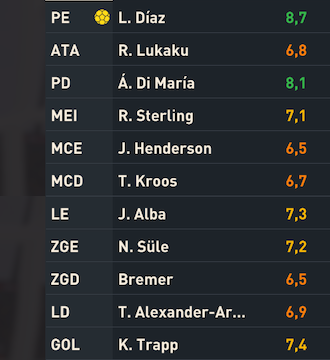 PE L. Díaz 8,7
ATA R. Lukaku 6,8
PD Á. Di María 8,1
MEI R. Sterling 7,1
MCE J. Henderson 6,5
MCD T. Kroos 6,7
LE J. Alba 7,3
ZGE N. Süle 7,2
ZGD Bremer 6,5
LD T. Alexander-Ar... 6,9
GOL K. Trapp 7,4